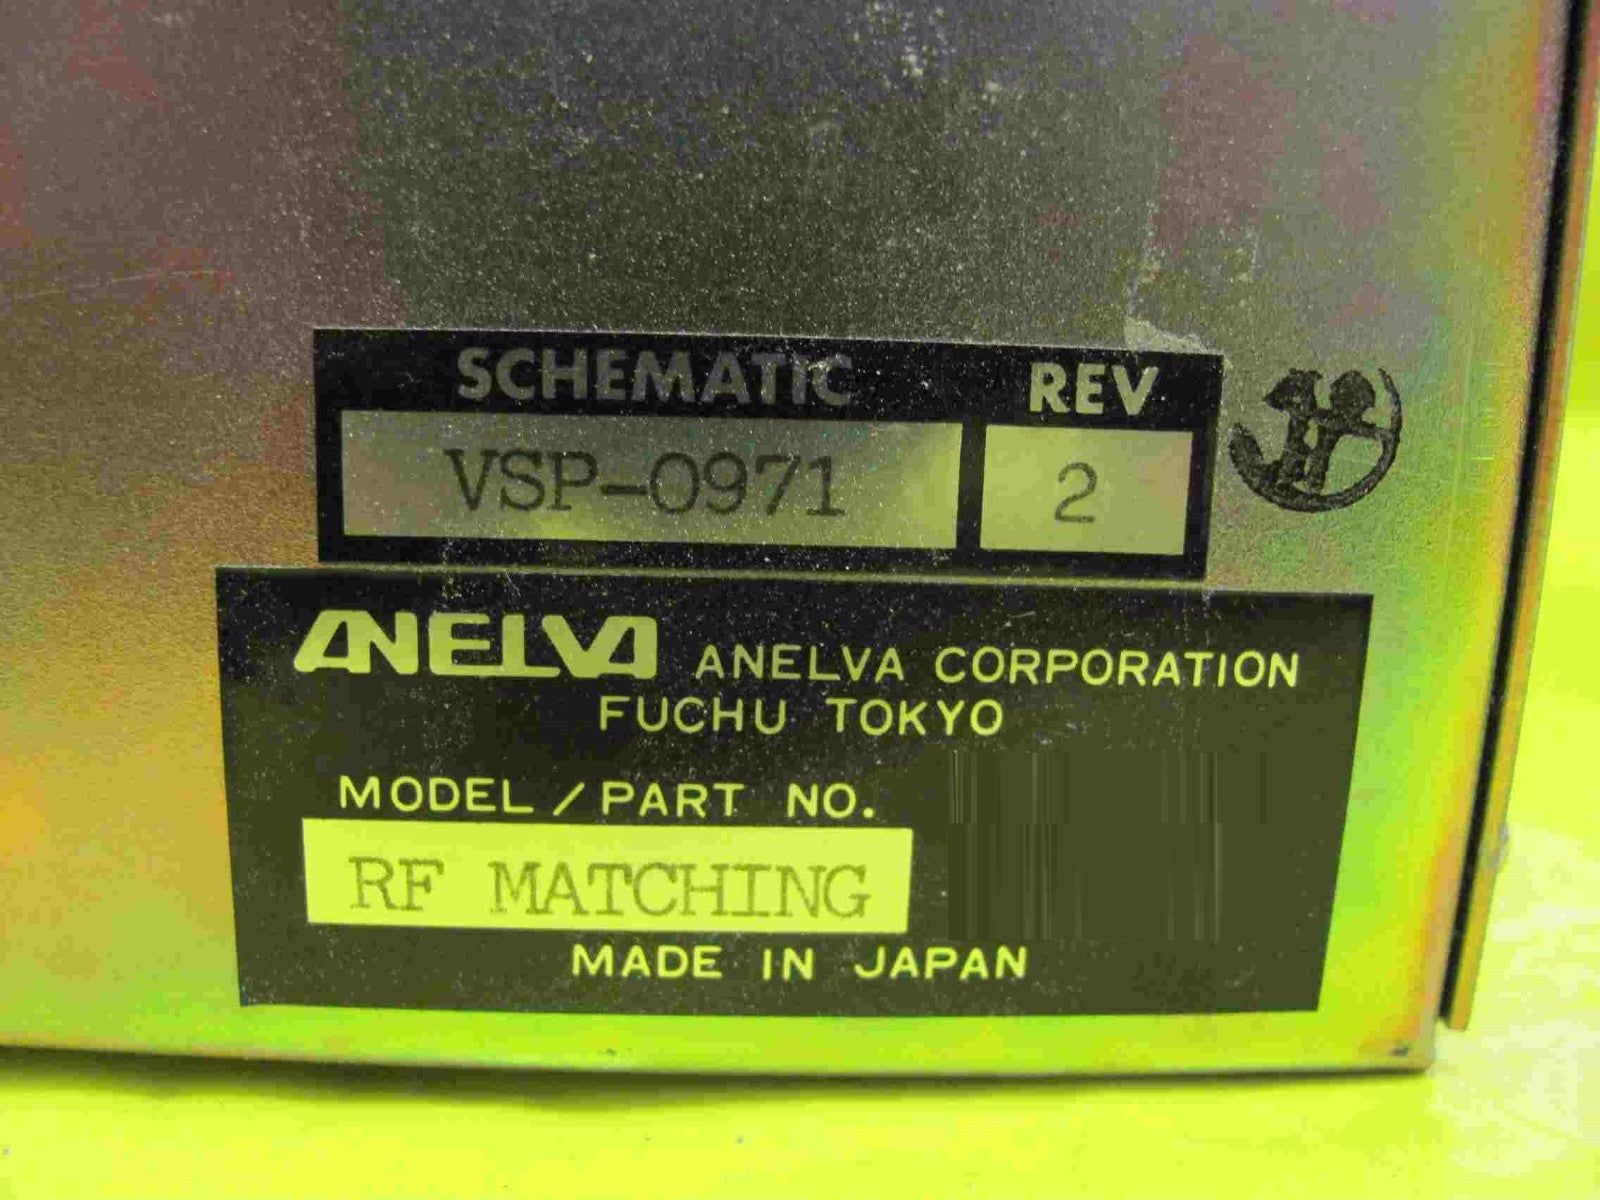 SCHEMATIC REV
VSP-0971 2
ANELVA ANELVA CORPORATION
FUCHU TOKYO
MODEL/PART NO.
RF MATCHING
MADE IN JAPAN